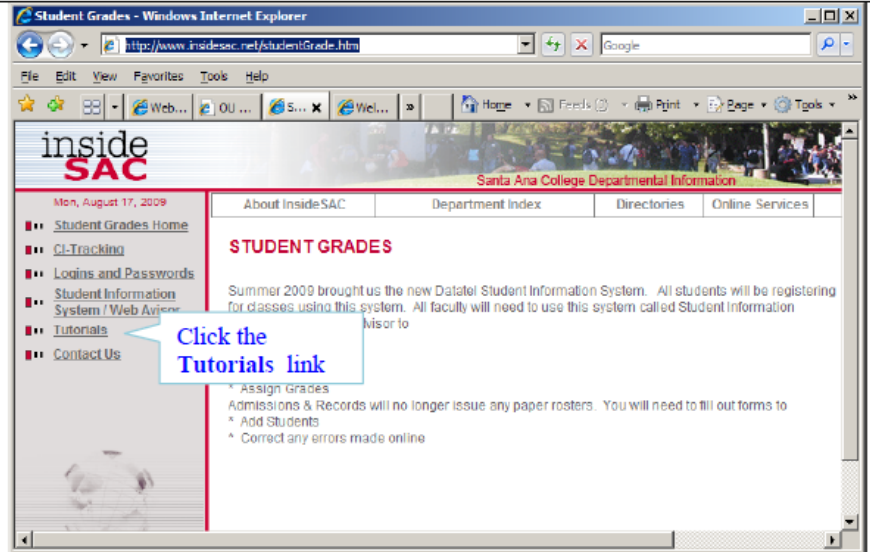 Student Grades - Windows Internet Explorer
http://www.insidesac.net/studentGrade.htm
Google
File Edit View Favorites Tools Help
Web... OU ... S... Wel... » Home Feeds (J) Print Page Tools »
inside
SAC
Santa Ana College Departmental Information
Mon, August 17, 2009
About InsideSAC Department Index Directories Online Services
Student Grades Home
CI-Tracking
Logins and Passwords
Student Information
System / Web Avisor
Tutorials
Contact Us
Click the
Tutorials link
STUDENT GRADES
Summer 2009 brought us the new Datatel Student Information System. All students will be registering
for classes using this system. All faculty will need to use this system called Student Information
visor to
* Assign Grades
Admissions & Records will no longer issue any paper rosters. You will need to fill out forms to
* Add Students
* Correct any errors made online